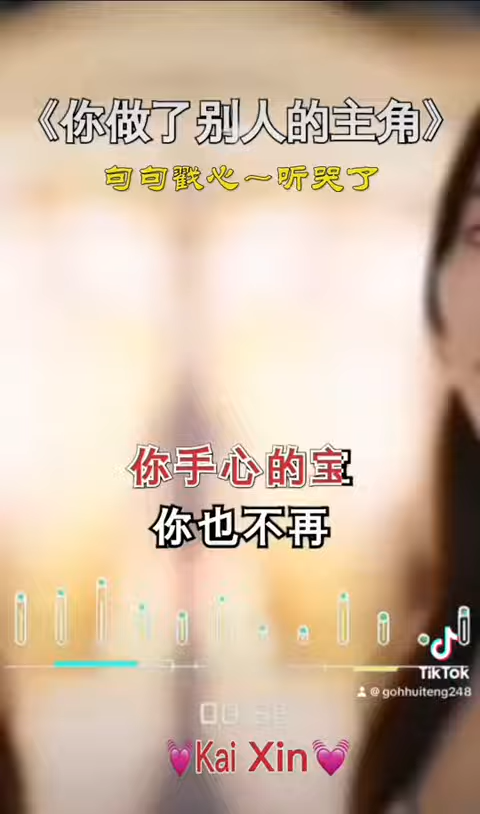 《你做了别人的主角》
句句戳心～听哭了
你手心的宝
你也不再
TikTok
@gohhuiteng248
Kai Xin